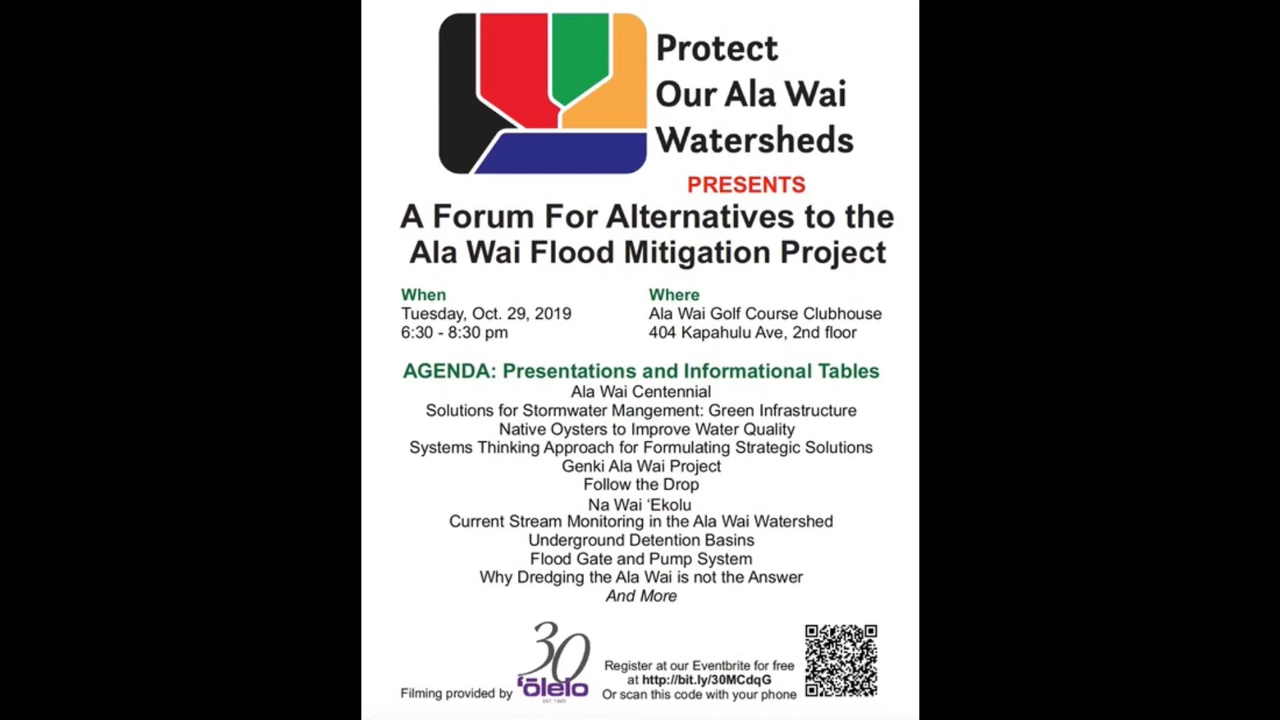 Protect
Our Ala Wai
Watersheds
PRESENTS
A Forum For Alternatives to the
Ala Wai Flood Mitigation Project
When
Tuesday, Oct. 29, 2019
6:30 - 8:30 pm
Where
Ala Wai Golf Course Clubhouse
404 Kapahulu Ave, 2nd floor
AGENDA: Presentations and Informational Tables
Ala Wai Centennial
Solutions for Stormwater Mangement: Green Infrastructure
Native Oysters to Improve Water Quality
Systems Thinking Approach for Formulating Strategic Solutions
Genki Ala Wai Project
Follow the Drop
Na Wai ‘Ekolu
Current Stream Monitoring in the Ala Wai Watershed
Underground Detention Basins
Flood Gate and Pump System
Why Dredging the Ala Wai is not the Answer
And More
Filming provided by
30
‘ōlelo
Register at our Eventbrite for free
at http://bit.ly/30MCdqG
Or scan this code with your phone